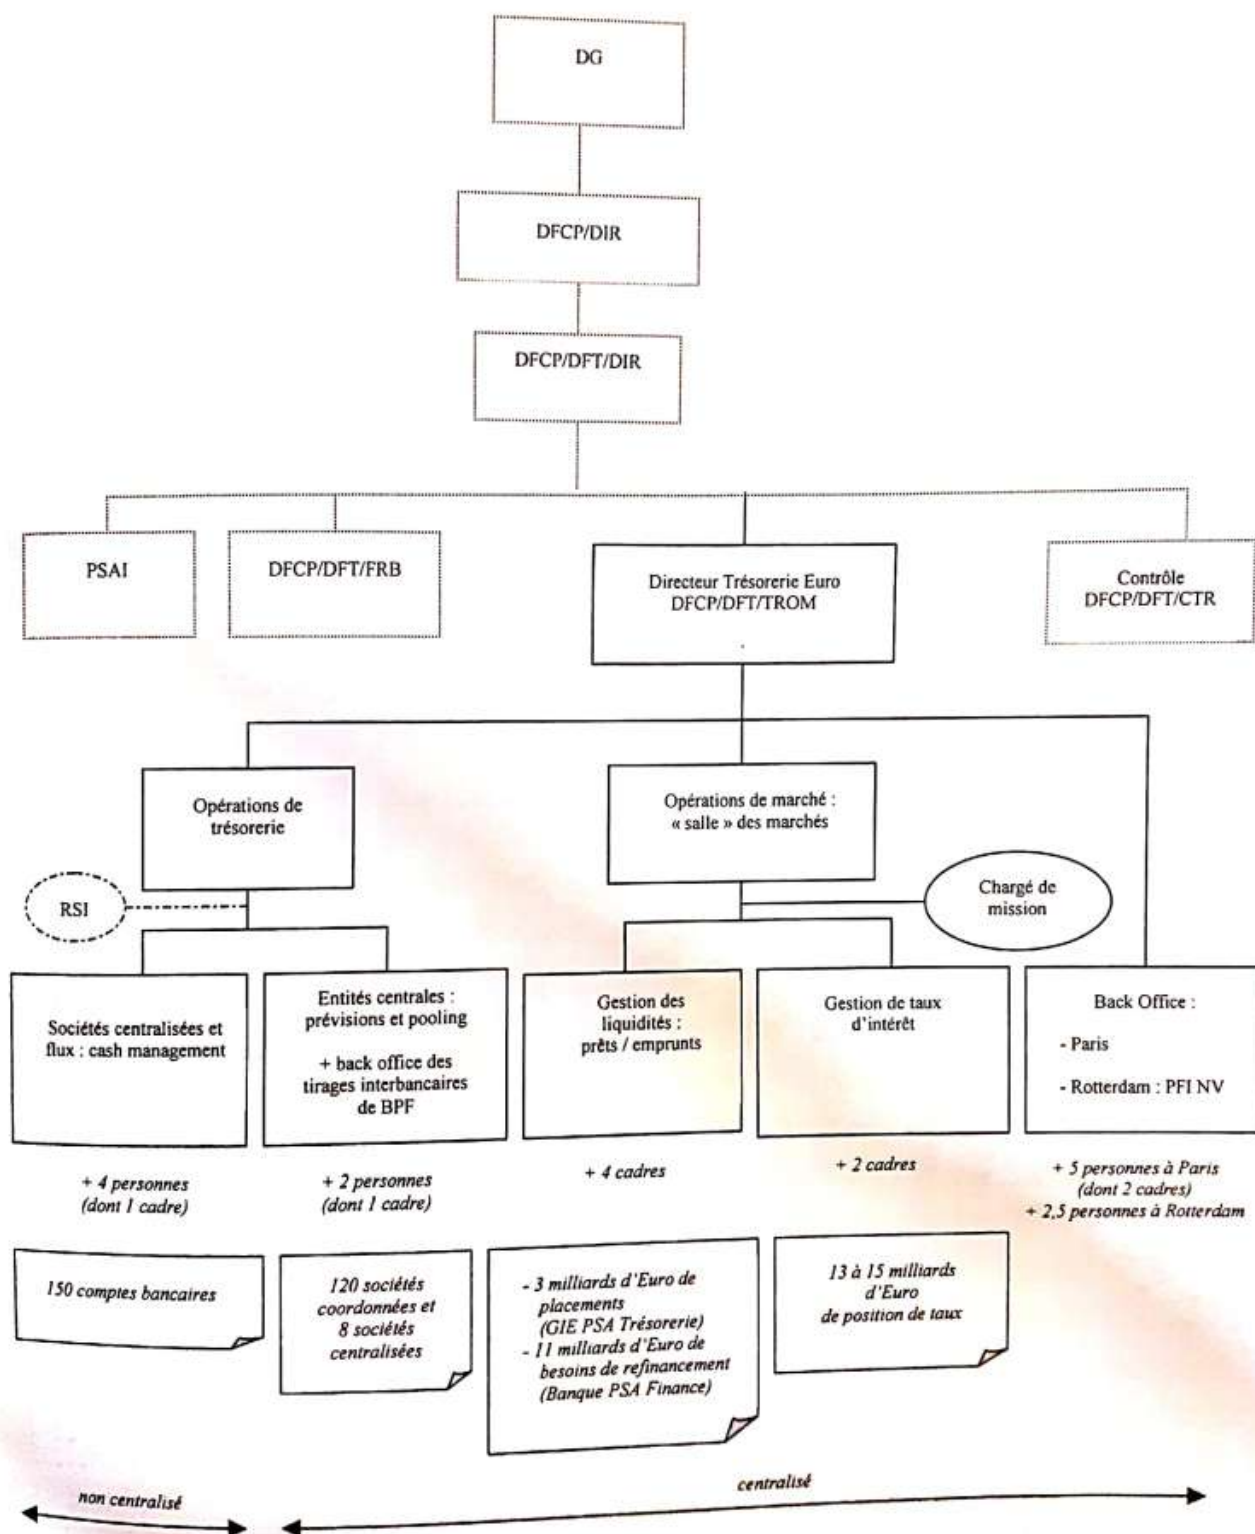 DG
DFCP/DIR
DFCP/DFT/DIR
PSAI
DFCP/DFT/FRB
Directeur Trésorerie Euro
DFCP/DFT/TROM
Contrôle
DFCP/DFT/CTR
Opérations de
trésorerie
Opérations de marché :
« salle » des marchés
RSI
Chargé de
mission
Sociétés centralisées et
flux : cash management
Entités centrales :
prévisions et pooling
+ back office des
tirages interbancaires
de BPF
Gestion des
liquidités :
prêts / emprunts
Gestion de taux
d'intérêt
Back Office :
- Paris
- Rotterdam : PFI NV
+ 4 personnes
(dont 1 cadre)
+ 2 personnes
(dont 1 cadre)
+ 4 cadres
+ 2 cadres
+ 5 personnes à Paris
(dont 2 cadres)
+ 2,5 personnes à Rotterdam
150 comptes bancaires
120 sociétés
coordonnées et
8 sociétés
centralisées
- 3 milliards d'Euro de
placements
(GIE PSA Trésorerie)
- 11 milliards d'Euro de
besoins de refinancement
(Banque PSA Finance)
13 à 15 milliards
d'Euro
de position de taux
non centralisé
centralisé